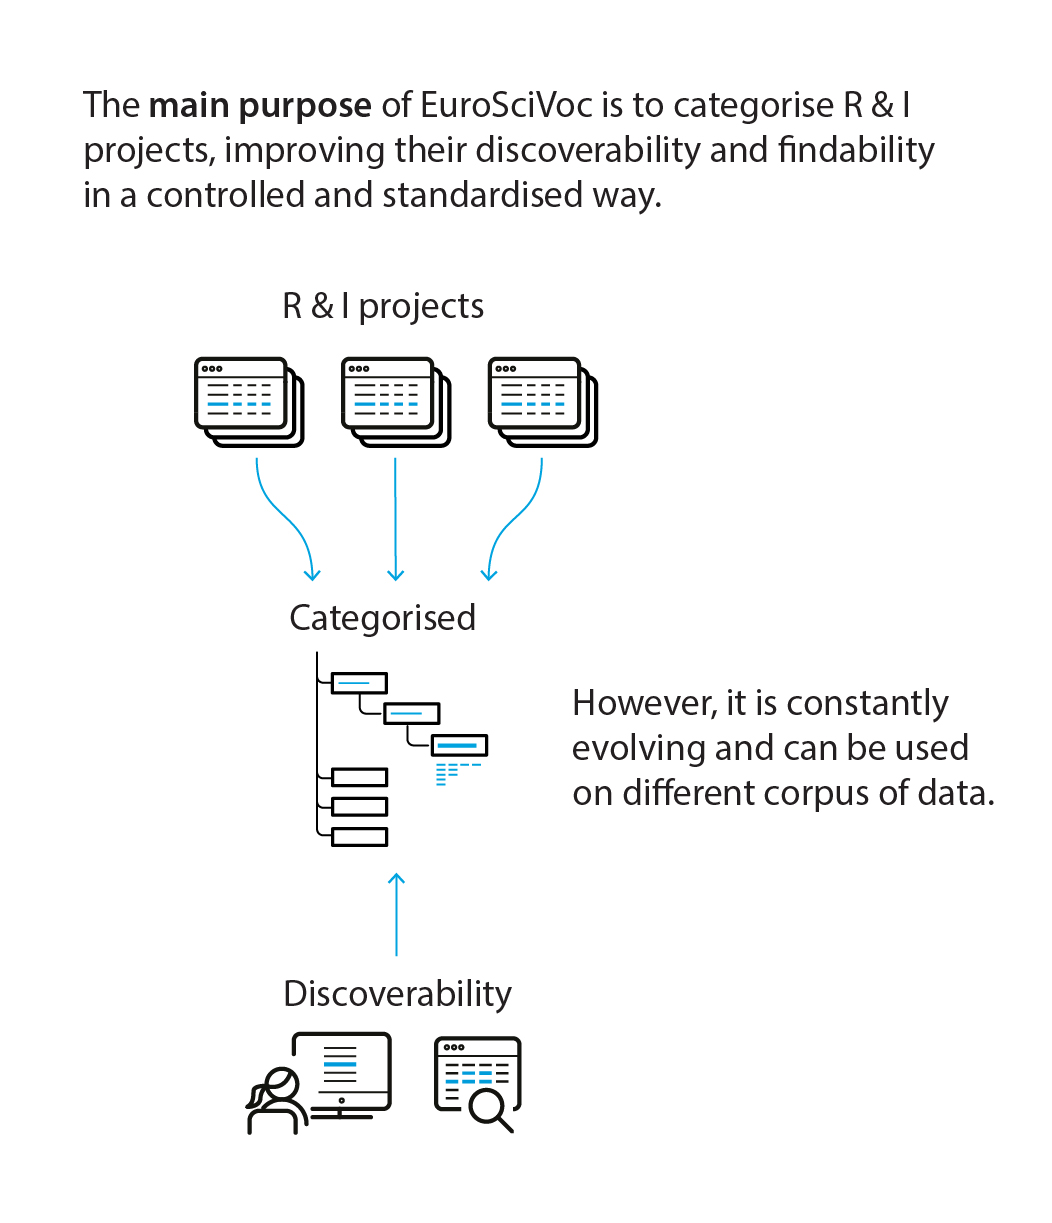 The main purpose of EuroSciVoc is to categorise R & I
projects, improving their discoverability and findability
in a controlled and standardised way.
R & I projects
Categorised
However, it is constantly
evolving and can be used
on different corpus of data.
Discoverability